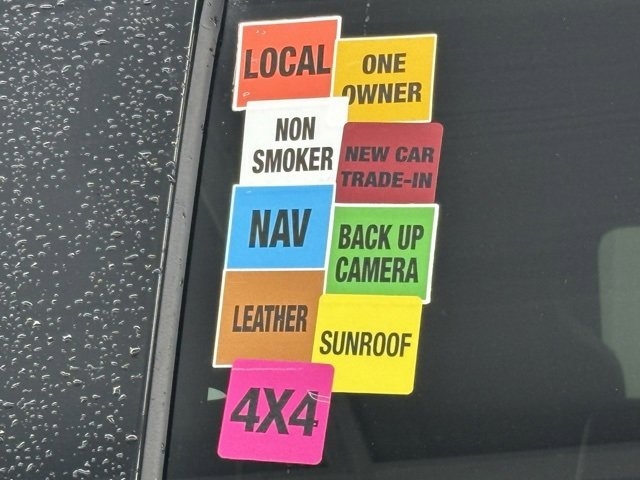 LOCAL
ONE
OWNER
NON
SMOKER
NEW CAR
TRADE-IN
NAV
BACK UP
CAMERA
LEATHER
SUNROOF
4X4